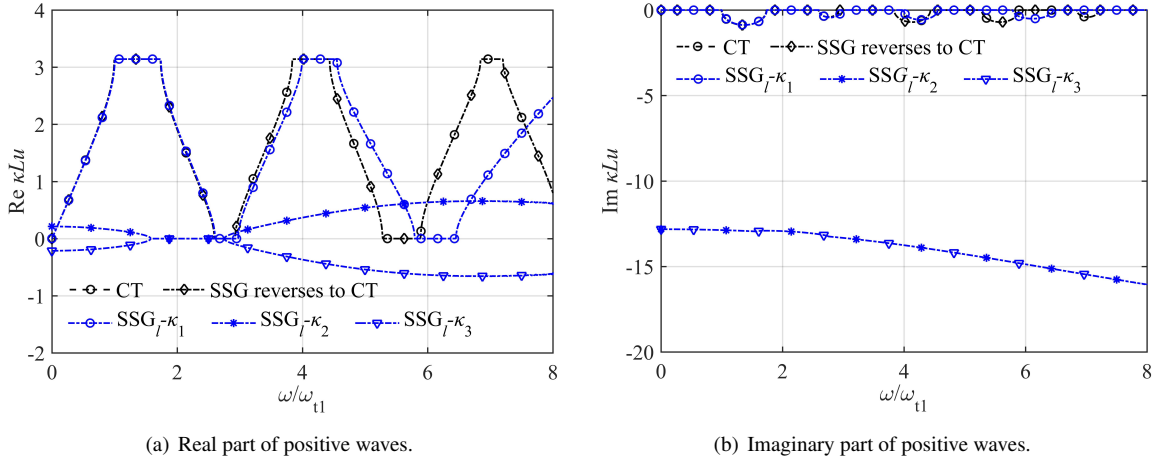 4
3
2
1
0
-1
-2
Re κLu
CT
SSG reverses to CT
SSG_l-κ_1
SSG_l-κ_2
SSG_l-κ_3
0 2 4 6 8
ω/ω_t1
(a) Real part of positive waves.
0
-5
-10
-15
-20
Im κLu
CT
SSG reverses to CT
SSG_l-κ_1
SSG_l-κ_2
SSG_l-κ_3
0 2 4 6 8
ω/ω_t1
(b) Imaginary part of positive waves.